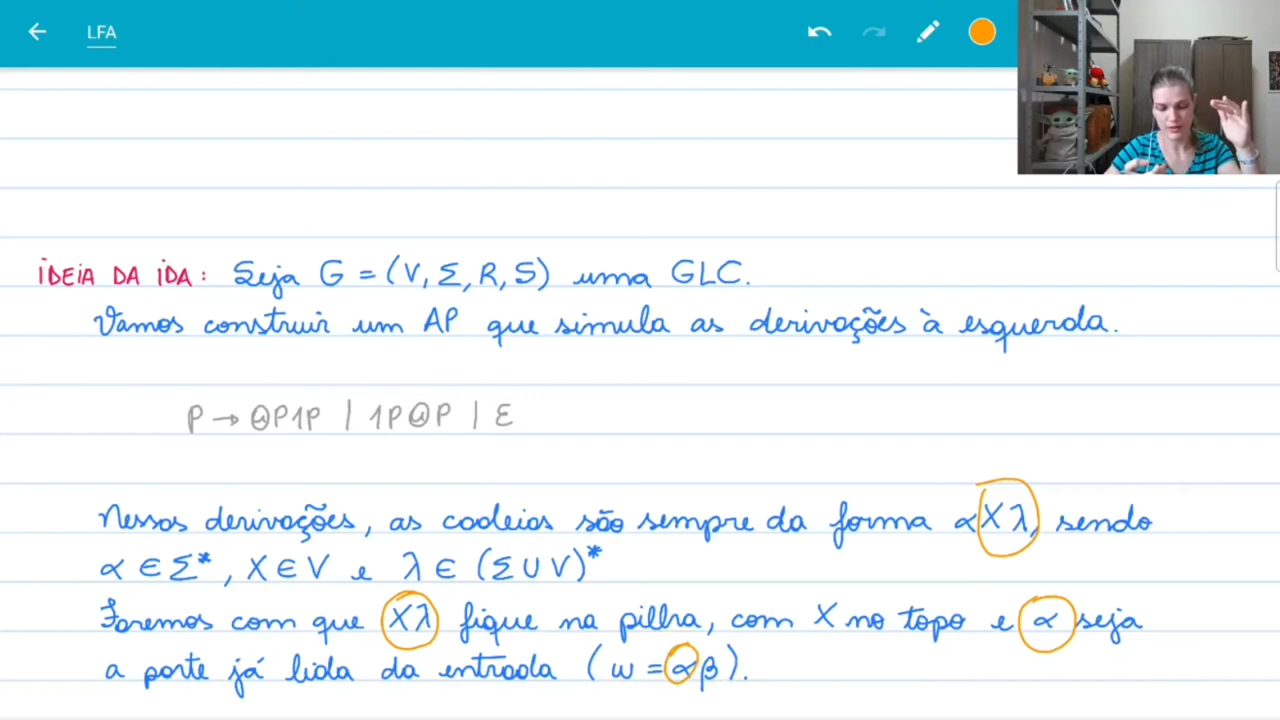 LFA
IDEIA DA IDA: Seja G = (V, Σ, R, S) uma GLC.
Vamos construir um AP que simula as derivações à esquerda.
P → 0P1P | 1P0P | ε
Nessas derivações, as cadeias são sempre da forma αXλ, sendo
α ∈ Σ*, X ∈ V e λ ∈ (Σ ∪ V)*
Faremos com que Xλ fique na pilha, com X no topo e α seja
a parte já lida da entrada (w = αβ).